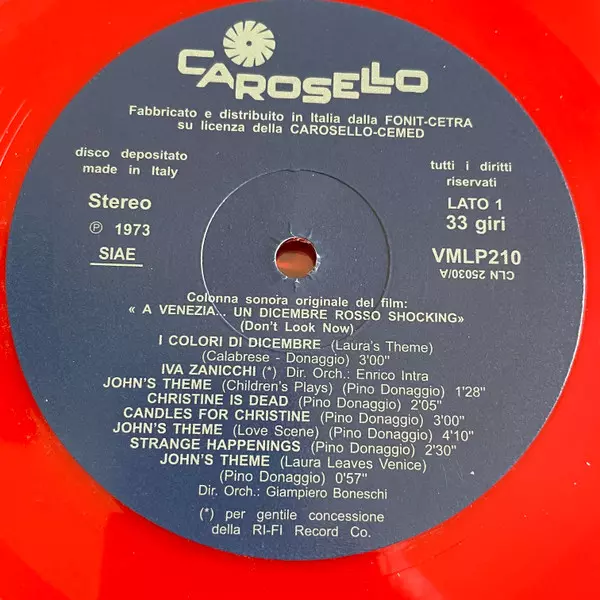 CAROSELLO
Fabbricato e distribuito in Italia dalla FONIT-CETRA
su licenza della CAROSELLO-CEMED
disco depositato
made in Italy
tutti i diritti
riservati
Stereo
LATO 1
33 giri
℗ 1973
SIAE
VMLP210
CLN 25030/A
Colonna sonora originale del film:
« A VENEZIA... UN DICEMBRE ROSSO SHOCKING»
(Don't Look Now)
I COLORI DI DICEMBRE (Laura's Theme)
(Calabrese - Donaggio) 3'00"
IVA ZANICCHI (*) Dir. Orch.: Enrico Intra
JOHN'S THEME (Children's Plays) (Pino Donaggio) 1'28"
CHRISTINE IS DEAD (Pino Donaggio) 2'05"
CANDLES FOR CHRISTINE (Pino Donaggio) 3'00"
JOHN'S THEME (Love Scene) (Pino Donaggio) 4'10"
STRANGE HAPPENINGS (Pino Donaggio) 2'30"
JOHN'S THEME (Laura Leaves Venice)
(Pino Donaggio) 0'57"
Dir. Orch.: Giampiero Boneschi
(*) per gentile concessione
della RI-FI Record Co.